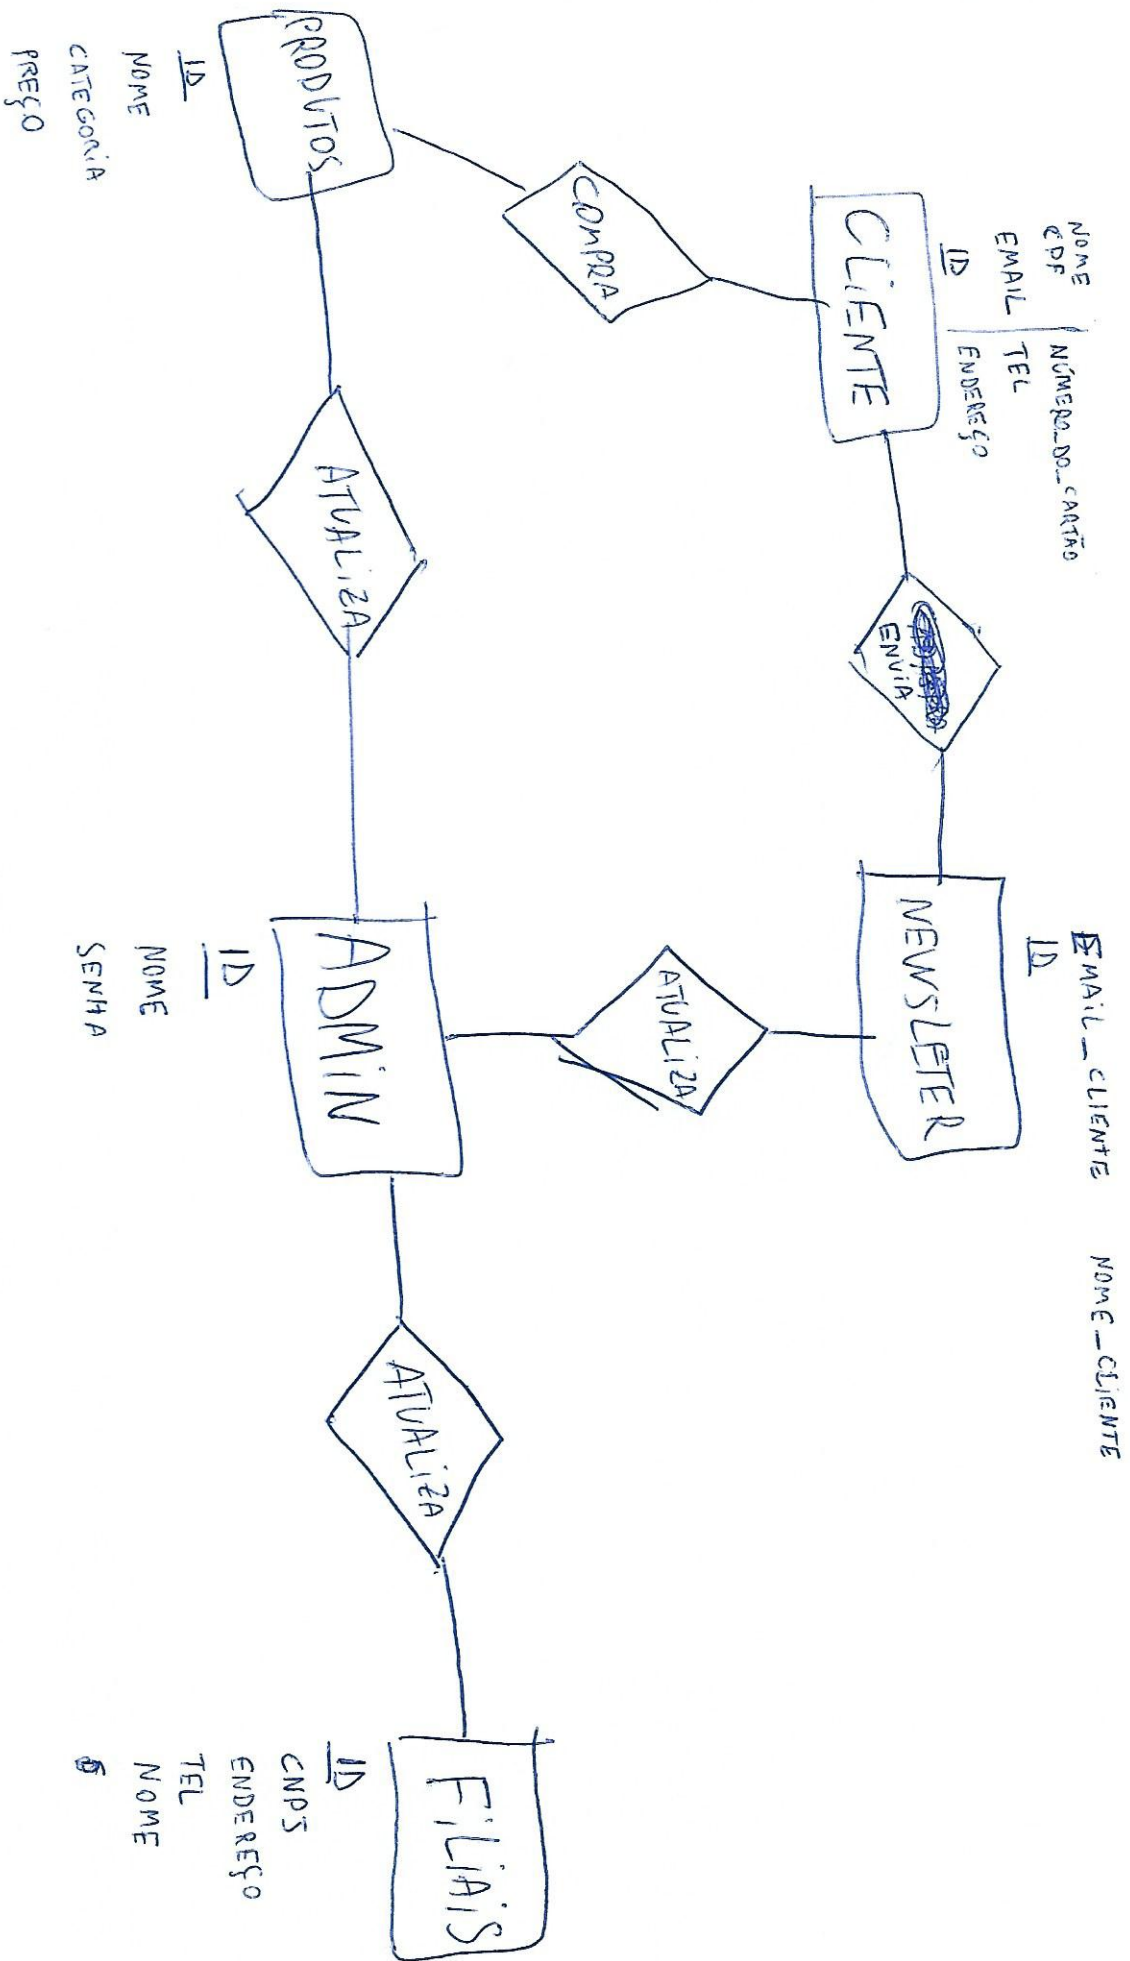 NOME
CPF
EMAIL
ID
NÚMERO_DO_CARTÃO
TEL
ENDEREÇO
CLIENTE
ENVIA
EMAIL_CLIENTE
NOME_CLIENTE
ID
NEWSLETER
COMPRA
ATUALIZA
PRODUTOS
ID
NOME
CATEGORIA
PREÇO
ATUALIZA
ADMIN
ID
NOME
SENHA
ATUALIZA
FILIAIS
ID
CNPJ
ENDEREÇO
TEL
NOME